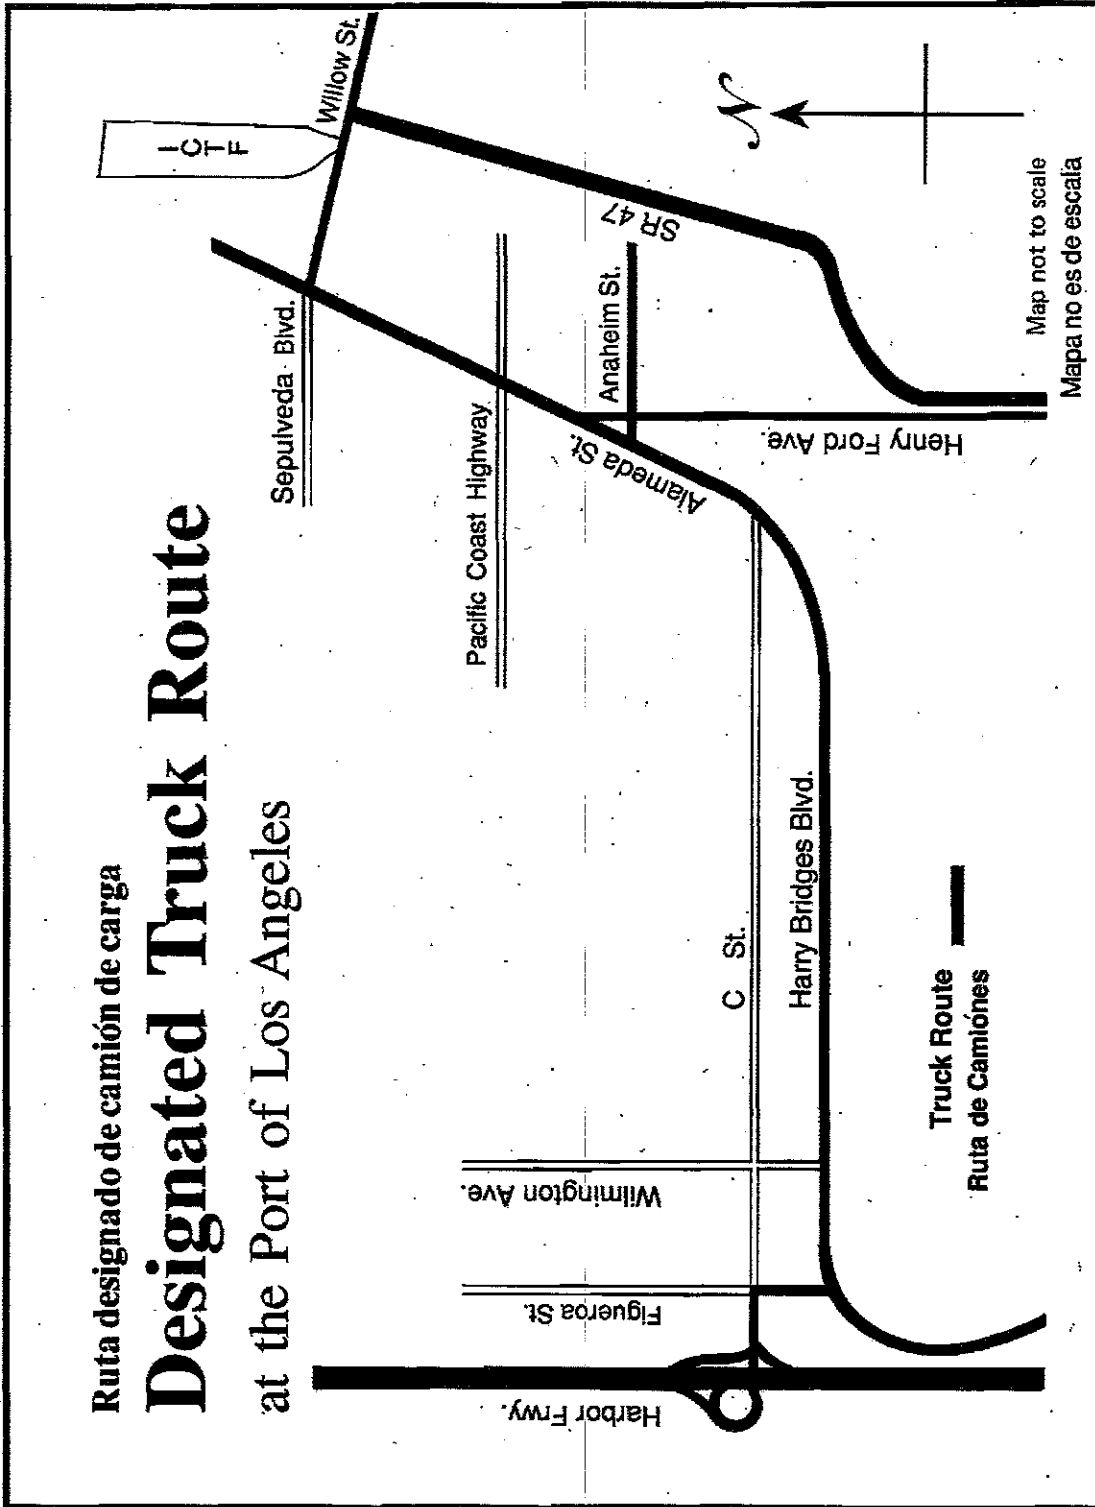 Ruta designado de camión de carga
Designated Truck Route
at the Port of Los Angeles
ICTF
Willow St.
Sepulveda Blvd.
Pacific Coast Highway
SR 47
Anaheim St.
Alameda St.
Henry Ford Ave.
C St.
Harry Bridges Blvd.
Wilmington Ave.
Figueroa St.
Harbor Frwy.
N
Truck Route
Ruta de Camiónes
Map not to scale
Mapa no es de escala